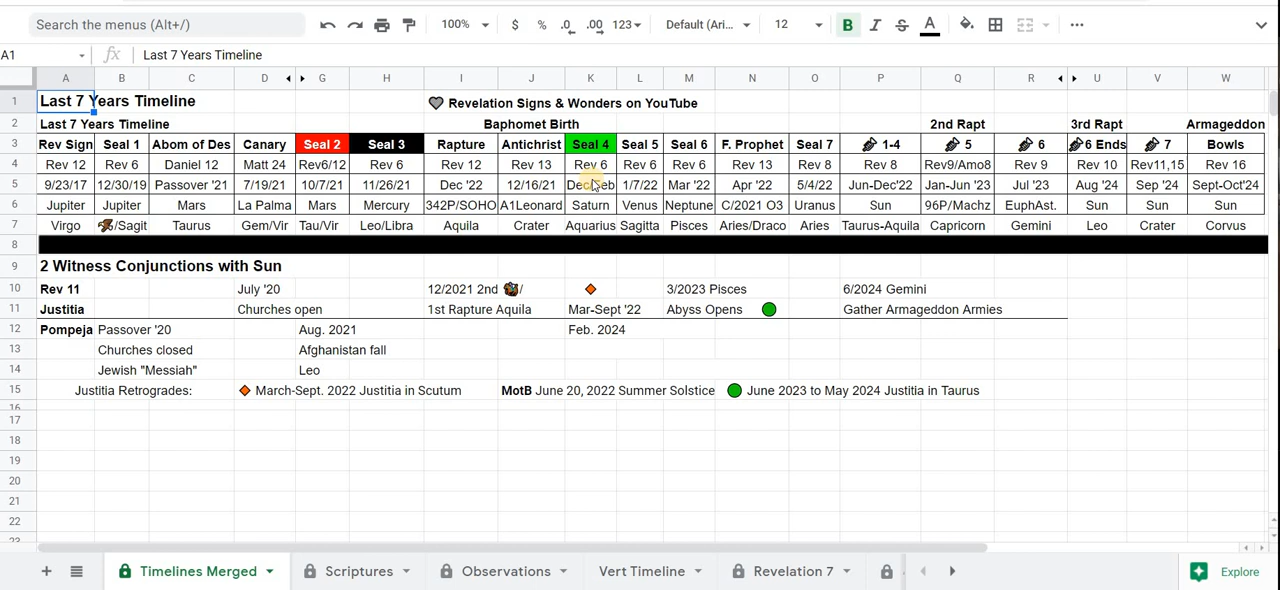 Search the menus (Alt+/) 100% $ % .0 .00 123 Default (Ari... 12 B I S A
A1 fx Last 7 Years Timeline
A B C D G H I J K L M N O P Q R U V W
1 Last 7 Years Timeline Revelation Signs & Wonders on YouTube
2 Last 7 Years Timeline Baphomet Birth 2nd Rapt 3rd Rapt Armageddon
3 Rev Sign Seal 1 Abom of Des Canary Seal 2 Seal 3 Rapture Antichrist Seal 4 Seal 5 Seal 6 F. Prophet Seal 7 1-4 5 6 6 Ends 7 Bowls
4 Rev 12 Rev 6 Daniel 12 Matt 24 Rev6/12 Rev 6 Rev 12 Rev 13 Rev 6 Rev 6 Rev 6 Rev 13 Rev 8 Rev 8 Rev9/Amo8 Rev 9 Rev 10 Rev11,15 Rev 16
5 9/23/17 12/30/19 Passover '21 7/19/21 10/7/21 11/26/21 Dec '22 12/16/21 Dec/Feb 1/7/22 Mar '22 Apr '22 5/4/22 Jun-Dec'22 Jan-Jun '23 Jul '23 Aug '24 Sep '24 Sept-Oct'24
6 Jupiter Jupiter Mars La Palma Mars Mercury 342P/SOHO A1Leonard Saturn Venus Neptune C/2021 O3 Uranus Sun 96P/Machz EuphAst. Sun Sun Sun
7 Virgo /Sagit Taurus Gem/Vir Tau/Vir Leo/Libra Aquila Crater Aquarius Sagitta Pisces Aries/Draco Aries Taurus-Aquila Capricorn Gemini Leo Crater Corvus
8
9 2 Witness Conjunctions with Sun
10 Rev 11 July '20 12/2021 2nd / 3/2023 Pisces 6/2024 Gemini
11 Justitia Churches open 1st Rapture Aquila Mar-Sept '22 Abyss Opens Gather Armageddon Armies
12 Pompeja Passover '20 Aug. 2021 Feb. 2024
13 Churches closed Afghanistan fall
14 Jewish "Messiah" Leo
15 Justitia Retrogrades: March-Sept. 2022 Justitia in Scutum MotB June 20, 2022 Summer Solstice June 2023 to May 2024 Justitia in Taurus
16
17
18
19
20
21
22
23
Timelines Merged Scriptures Observations Vert Timeline Revelation 7 Explore